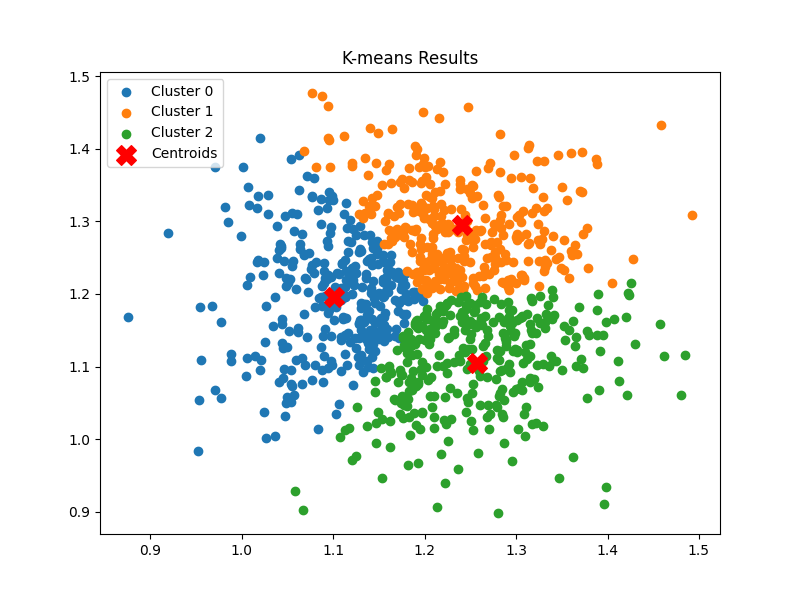 K-means Results
Cluster 0
Cluster 1
Cluster 2
Centroids
1.5
1.4
1.3
1.2
1.1
1.0
0.9
0.9 1.0 1.1 1.2 1.3 1.4 1.5